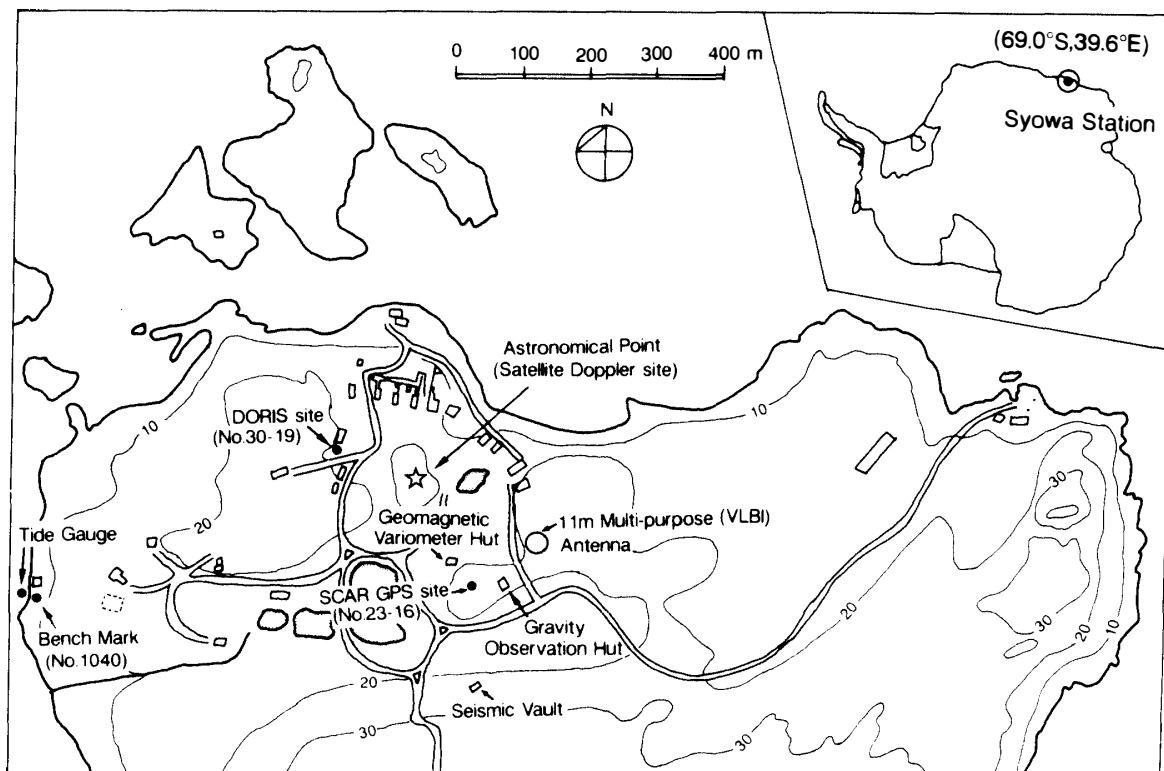 0 100 200 300 400 m
N
(69.0°S,39.6°E)
Syowa Station
Astronomical Point
(Satellite Doppler site)
DORIS site
(No.30-19)
10
10
20
Geomagnetic
Variometer Hut
11m Multi-purpose (VLBI)
Antenna
30
Tide Gauge
SCAR GPS site
(No.23-16)
Bench Mark
(No.1040)
Gravity
Observation Hut
20
30
20
10
20
30
Seismic Vault
30